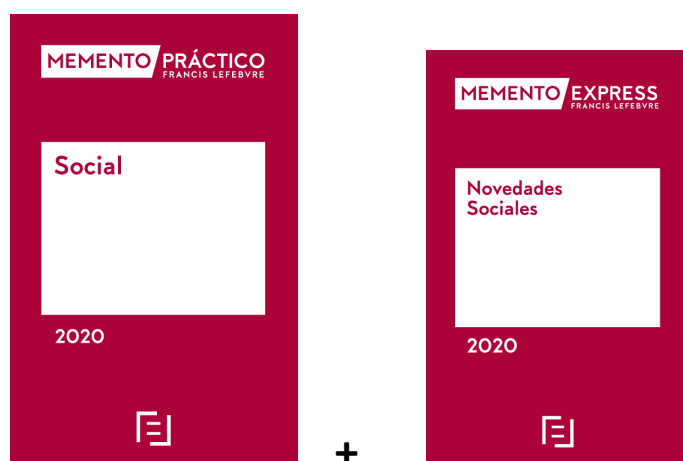 MEMENTO PRÁCTICO
FRANCIS LEFEBVRE
Social
2020
+
MEMENTO EXPRESS
FRANCIS LEFEBVRE
Novedades
Sociales
2020